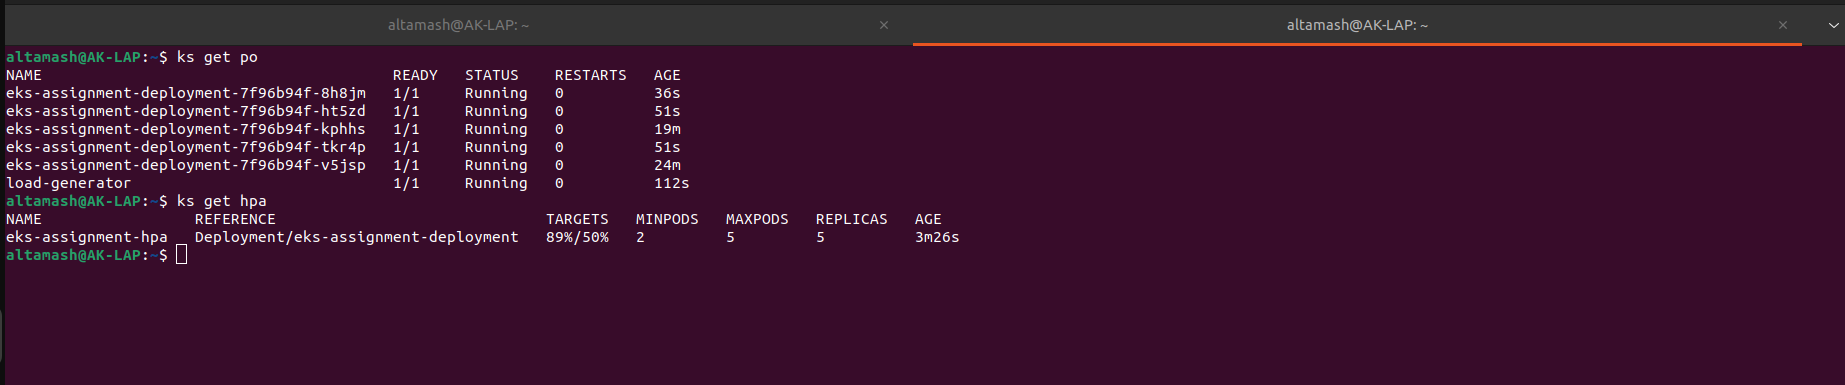 altamash@AK-LAP: ~ × altamash@AK-LAP: ~ ×
altamash@AK-LAP:~$ ks get po
NAME READY STATUS RESTARTS AGE
eks-assignment-deployment-7f96b94f-8h8jm 1/1 Running 0 36s
eks-assignment-deployment-7f96b94f-ht5zd 1/1 Running 0 51s
eks-assignment-deployment-7f96b94f-kphhs 1/1 Running 0 19m
eks-assignment-deployment-7f96b94f-tkr4p 1/1 Running 0 51s
eks-assignment-deployment-7f96b94f-v5jsp 1/1 Running 0 24m
load-generator 1/1 Running 0 112s
altamash@AK-LAP:~$ ks get hpa
NAME REFERENCE TARGETS MINPODS MAXPODS REPLICAS AGE
eks-assignment-hpa Deployment/eks-assignment-deployment 89%/50% 2 5 5 3m26s
altamash@AK-LAP:~$